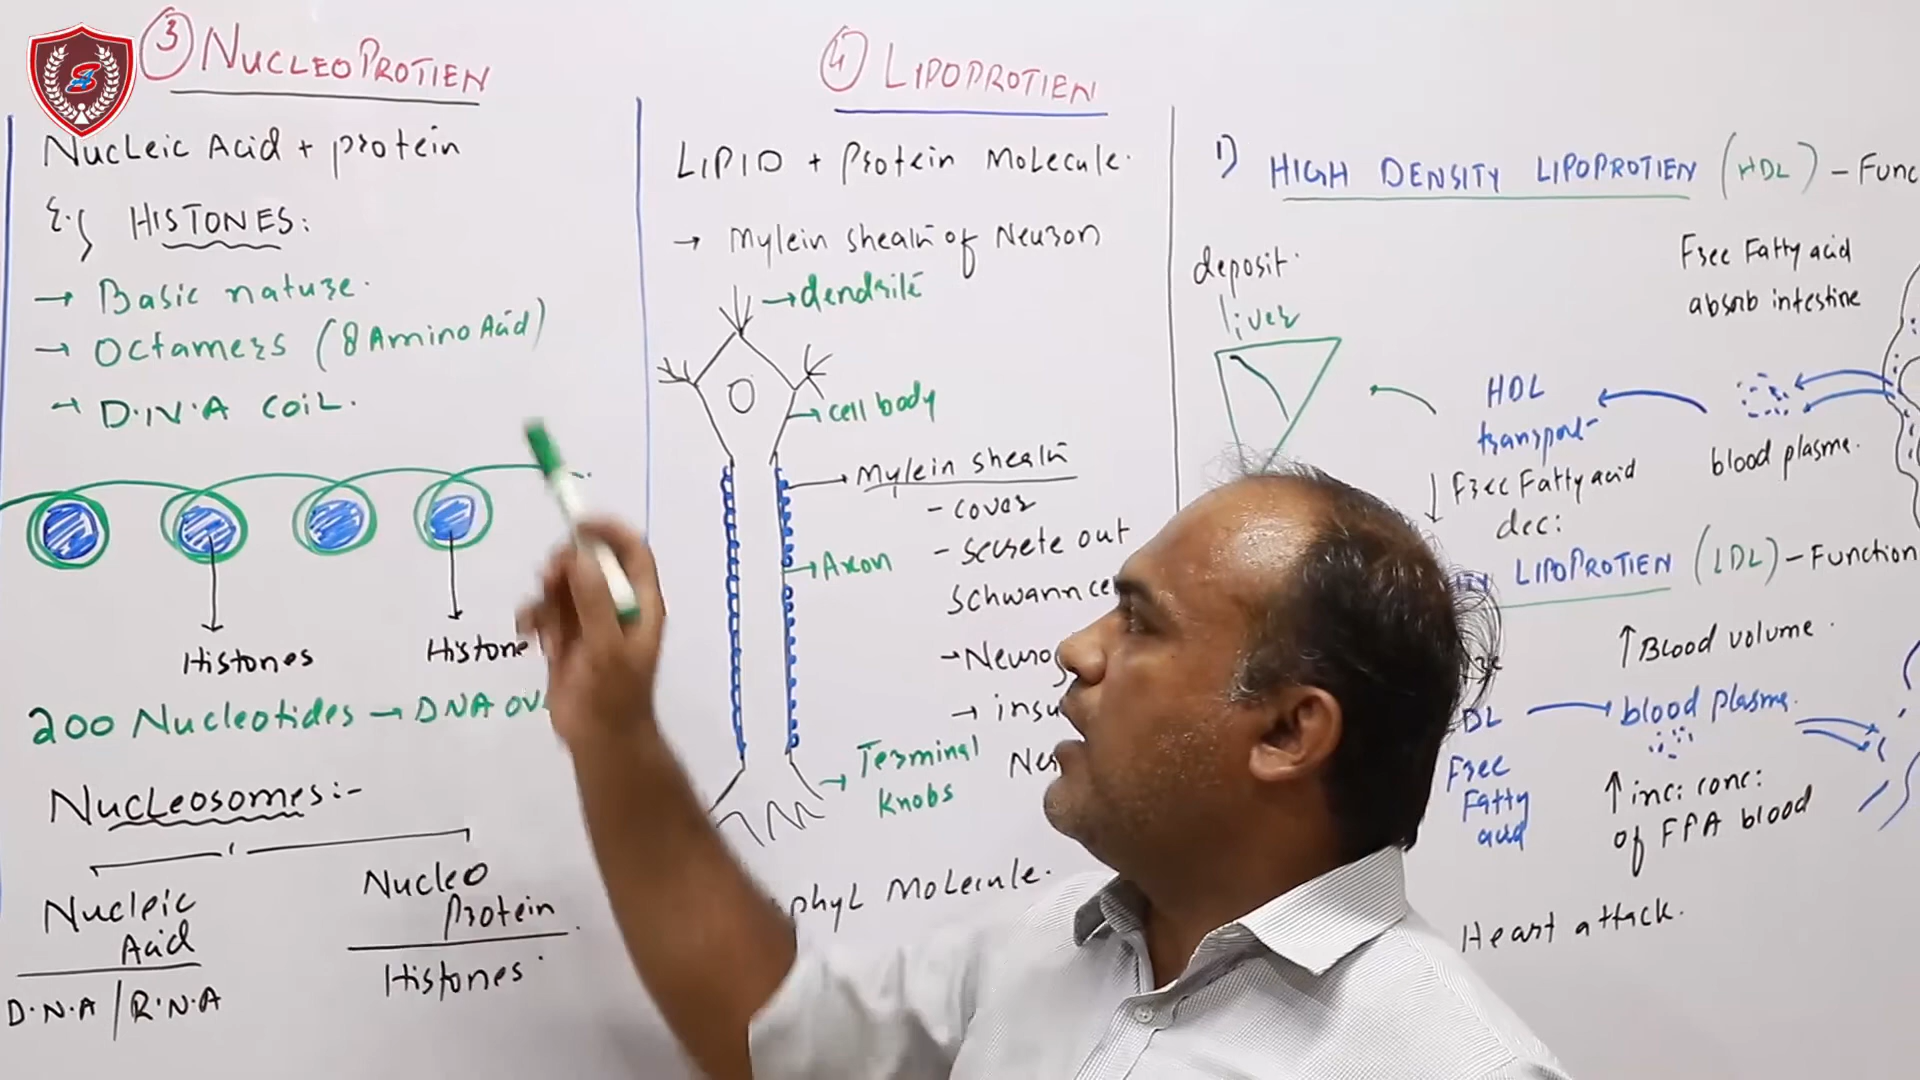 3 NUCLEOPROTIEN
Nucleic Acid + protein
E.g HISTONES:
→ Basic nature.
→ Octamers (8 Amino Acid)
→ D.N.A coil.
Histones
Histone
200 Nucleotides → DNA OV
Nucleosomes:-
Nucleic Acid
Nucleo Protein
D.N.A / R.N.A
Histones
4 LIPOPROTIEN
LIPID + Protein Molecule.
→ Mylein sheath of Neuron
→ dendrite
→ cell body
→ Mylein sheath
- cover
- secrete out
Schwann ce
→ Axon
- Neurog
→ insu
→ Terminal
Knobs
Ne
phyl Molecule.
1) HIGH DENSITY LIPOPROTIEN (HDL) - Func
deposit.
liver
Free Fatty acid
absorb intestine
HDL
transport
blood plasma.
↓ Free Fatty acid
dec:
LIPOPROTIEN (LDL) - Function
↑ Blood volume.
DL → blood plasma.
Free
Fatty
acid
↑ inc: conc:
of FFA blood
Heart attack.